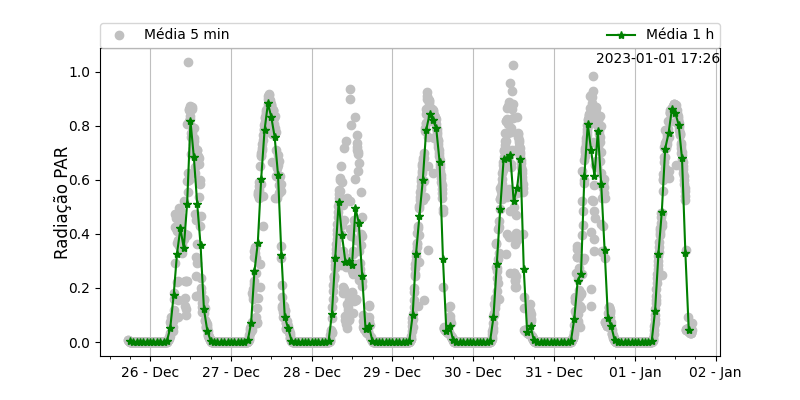 Média 5 min
Média 1 h
2023-01-01 17:26
Radiação PAR
1.0
0.8
0.6
0.4
0.2
0.0
26 - Dec
27 - Dec
28 - Dec
29 - Dec
30 - Dec
31 - Dec
01 - Jan
02 - Jan